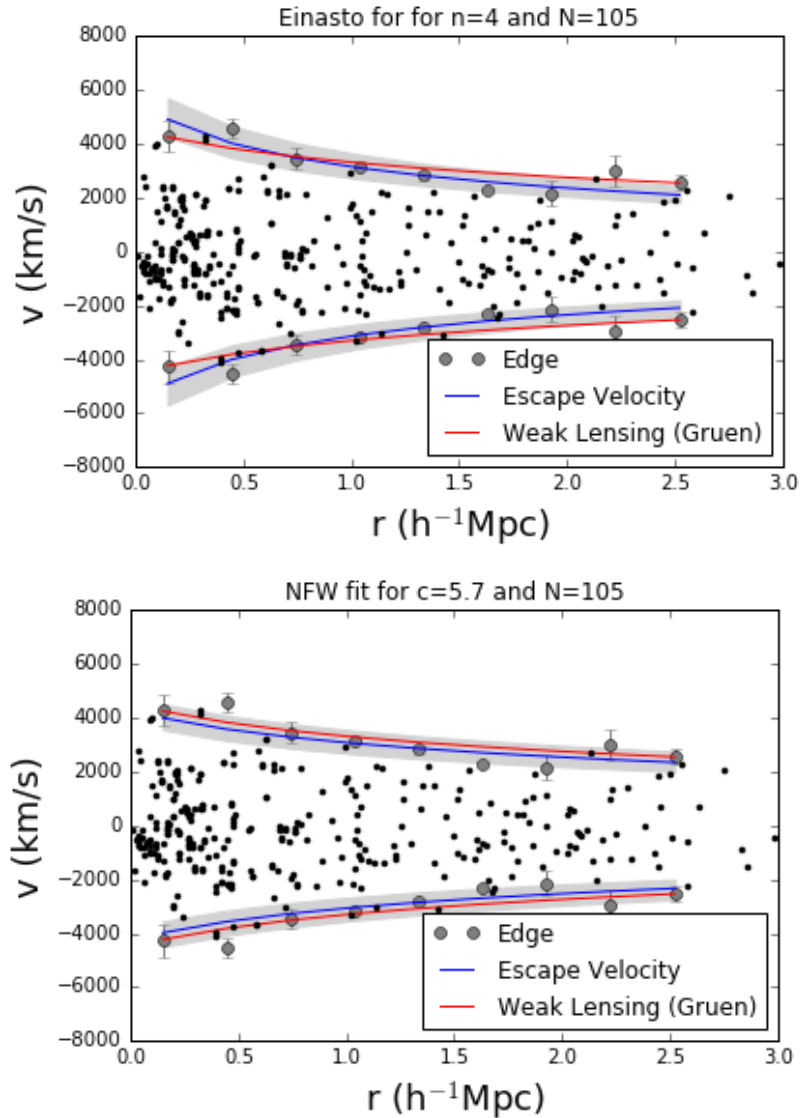 Einasto for for n=4 and N=105
8000
6000
4000
2000
0
−2000
−4000
−6000
−8000
v (km/s)
Edge
Escape Velocity
Weak Lensing (Gruen)
0.0 0.5 1.0 1.5 2.0 2.5 3.0
r (h⁻¹Mpc)
NFW fit for c=5.7 and N=105
8000
6000
4000
2000
0
−2000
−4000
−6000
−8000
v (km/s)
Edge
Escape Velocity
Weak Lensing (Gruen)
0.0 0.5 1.0 1.5 2.0 2.5 3.0
r (h⁻¹Mpc)